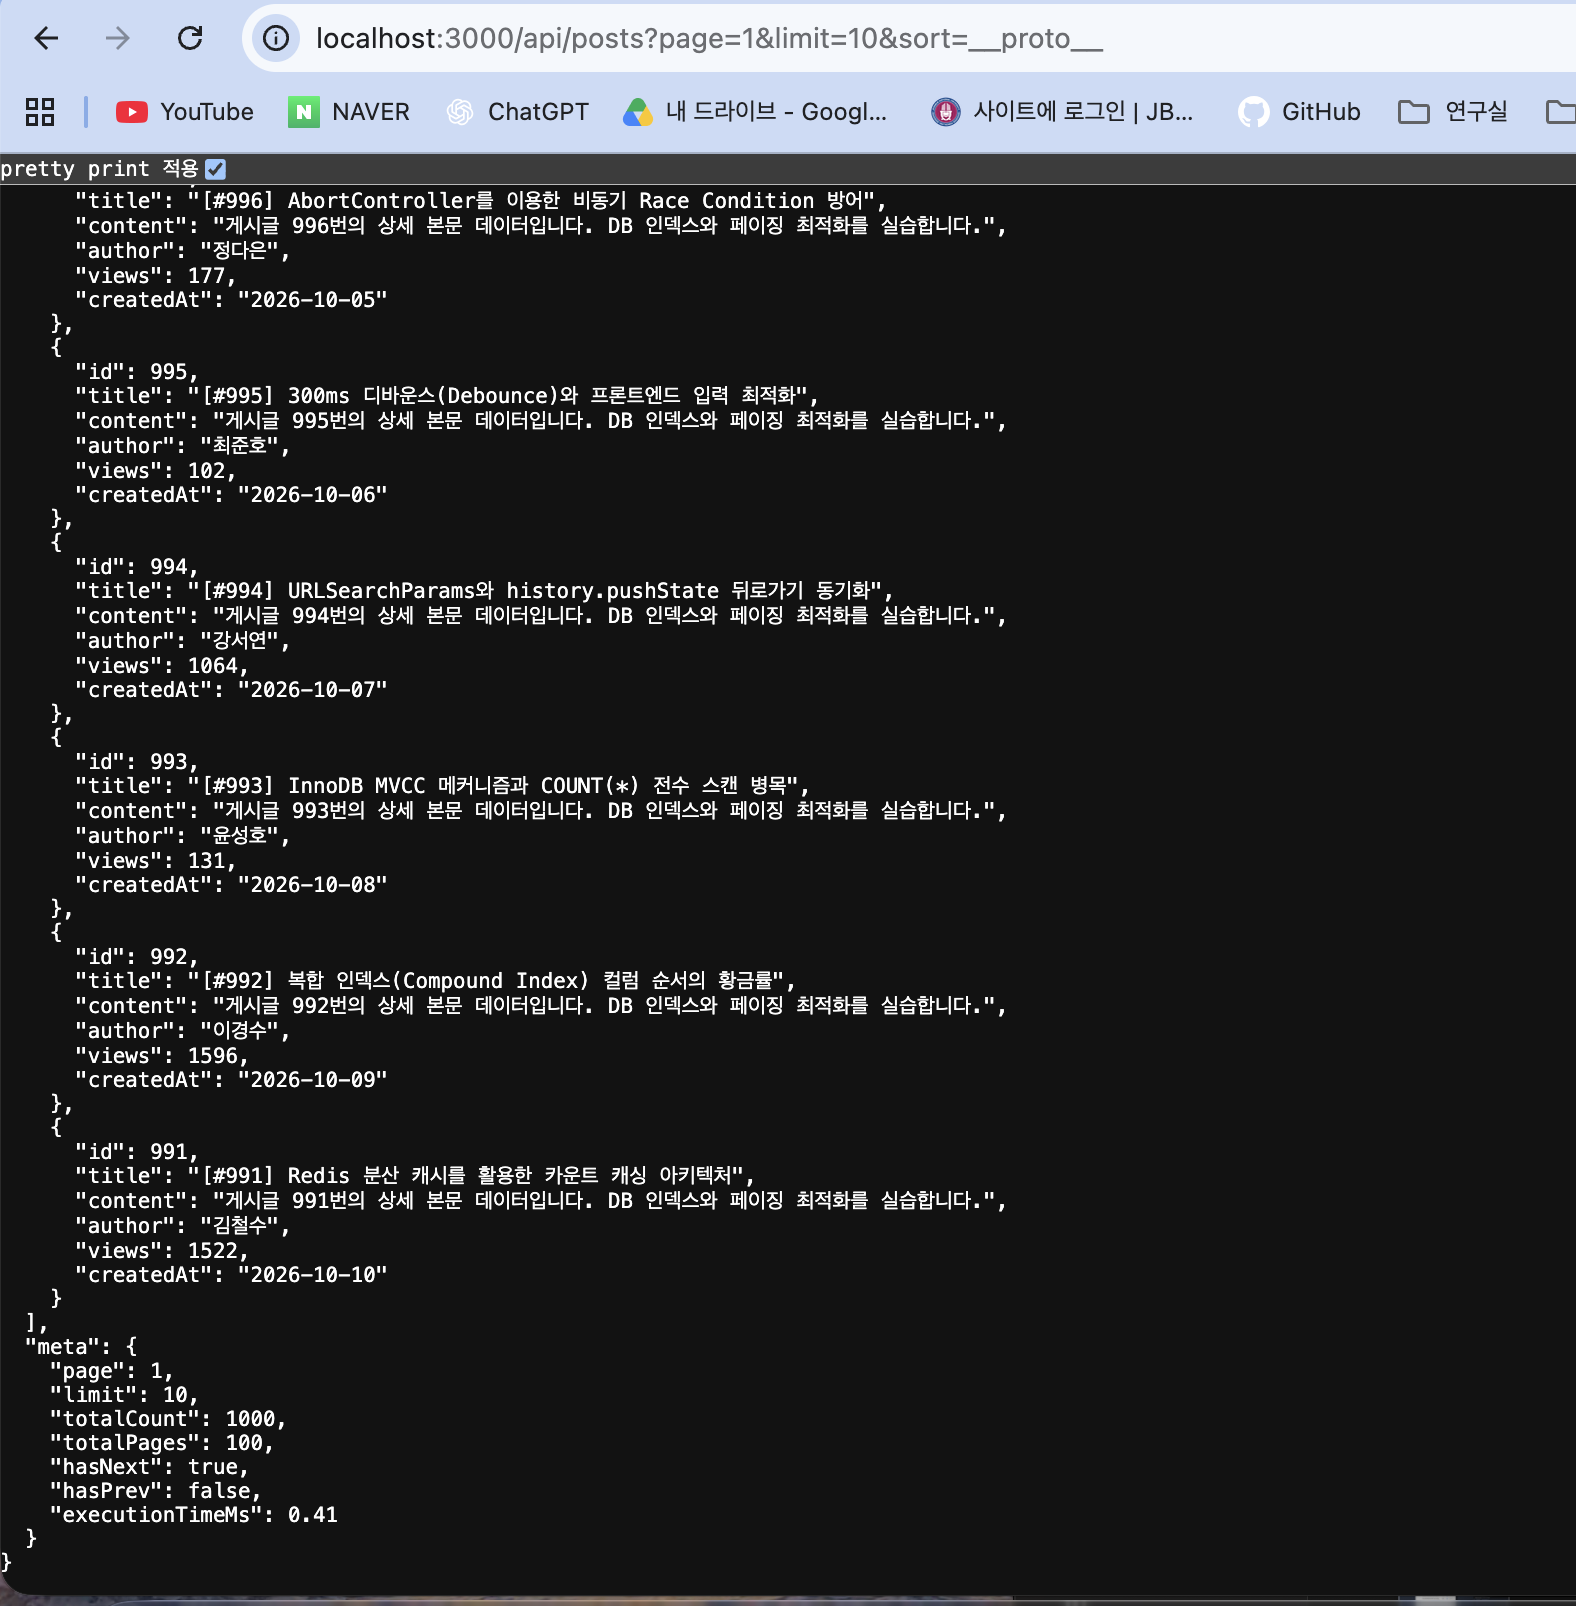 localhost:3000/api/posts?page=1&limit=10&sort=__proto__
YouTube
N NAVER
ChatGPT
내 드라이브 - Googl...
사이트에 로그인 | JB...
GitHub
연구실
pretty print 적용
"title": "[#996] AbortController를 이용한 비동기 Race Condition 방어",
"content": "게시글 996번의 상세 본문 데이터입니다. DB 인덱스와 페이징 최적화를 실습합니다.",
"author": "정다은",
"views": 177,
"createdAt": "2026-10-05"
},
{
"id": 995,
"title": "[#995] 300ms 디바운스(Debounce)와 프론트엔드 입력 최적화",
"content": "게시글 995번의 상세 본문 데이터입니다. DB 인덱스와 페이징 최적화를 실습합니다.",
"author": "최준호",
"views": 102,
"createdAt": "2026-10-06"
},
{
"id": 994,
"title": "[#994] URLSearchParams와 history.pushState 뒤로가기 동기화",
"content": "게시글 994번의 상세 본문 데이터입니다. DB 인덱스와 페이징 최적화를 실습합니다.",
"author": "강서연",
"views": 1064,
"createdAt": "2026-10-07"
},
{
"id": 993,
"title": "[#993] InnoDB MVCC 메커니즘과 COUNT(*) 전수 스캔 병목",
"content": "게시글 993번의 상세 본문 데이터입니다. DB 인덱스와 페이징 최적화를 실습합니다.",
"author": "윤성호",
"views": 131,
"createdAt": "2026-10-08"
},
{
"id": 992,
"title": "[#992] 복합 인덱스(Compound Index) 컬럼 순서의 황금률",
"content": "게시글 992번의 상세 본문 데이터입니다. DB 인덱스와 페이징 최적화를 실습합니다.",
"author": "이경수",
"views": 1596,
"createdAt": "2026-10-09"
},
{
"id": 991,
"title": "[#991] Redis 분산 캐시를 활용한 카운트 캐싱 아키텍처",
"content": "게시글 991번의 상세 본문 데이터입니다. DB 인덱스와 페이징 최적화를 실습합니다.",
"author": "김철수",
"views": 1522,
"createdAt": "2026-10-10"
}
],
"meta": {
"page": 1,
"limit": 10,
"totalCount": 1000,
"totalPages": 100,
"hasNext": true,
"hasPrev": false,
"executionTimeMs": 0.41
}
}